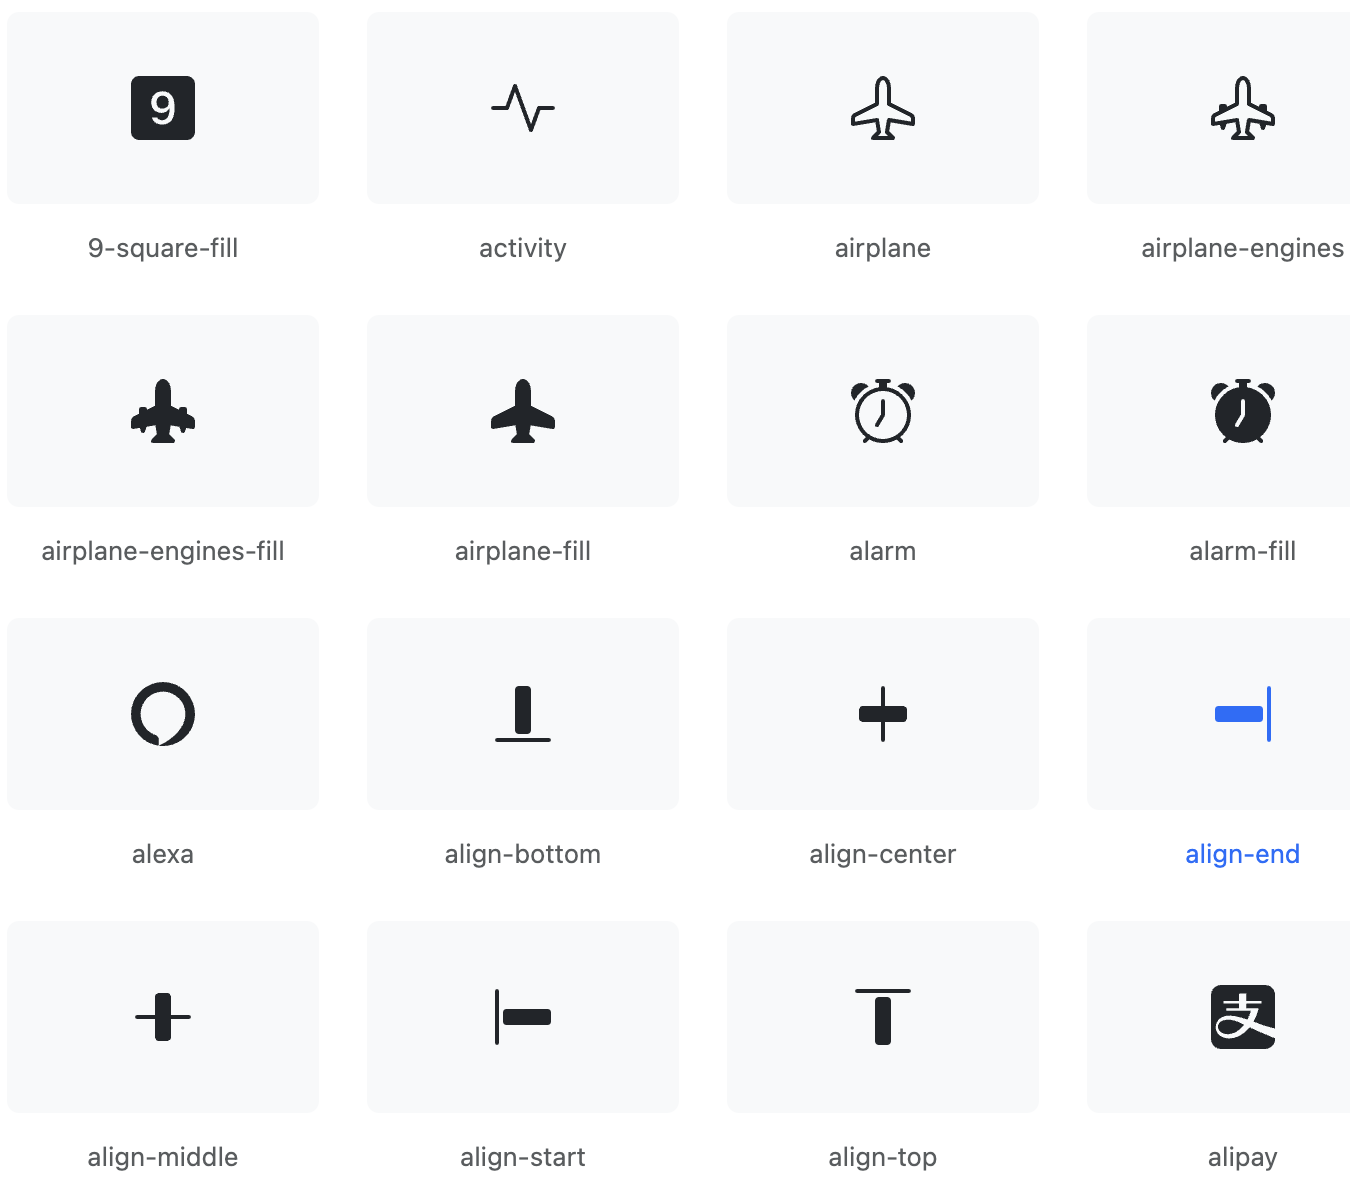 9
9-square-fill
activity
airplane
airplane-engines
airplane-engines-fill
airplane-fill
alarm
alarm-fill
alexa
align-bottom
align-center
align-end
支
align-middle
align-start
align-top
alipay